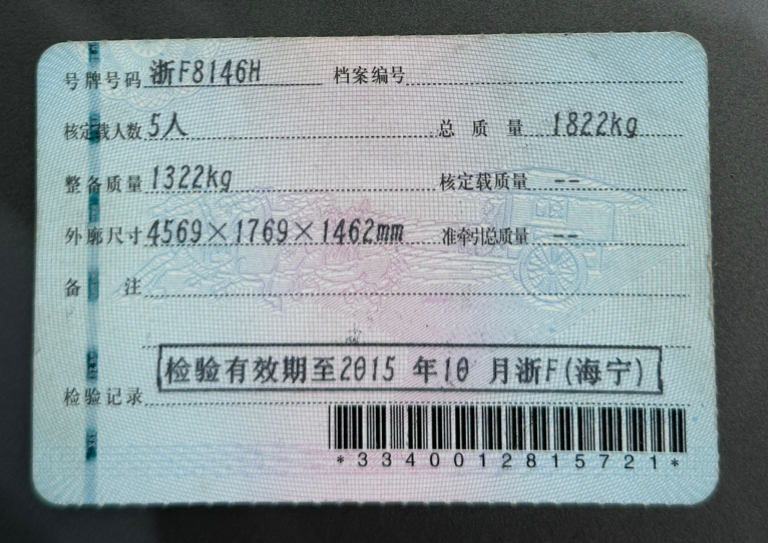 号牌号码 浙F8146H 档案编号
核定载人数 5人 总质量 1822kg
整备质量 1322kg 核定载质量 --
外廓尺寸 4569×1769×1462mm 准牵引总质量 --
备注
检验有效期至2015 年10 月浙F(海宁)
检验记录
*3340012815721*